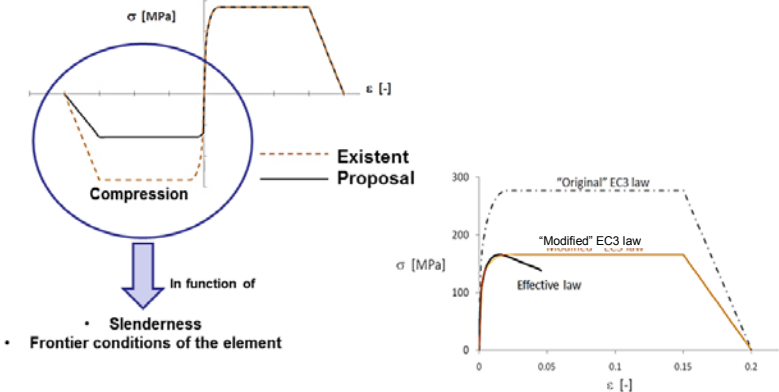 σ [MPa]
ε [-]
Existent
Proposal
Compression
In function of
• Slenderness
• Frontier conditions of the element
300
200
100
0
σ [MPa]
"Original" EC3 law
"Modified" EC3 law
Effective law
0
0.05
0.1
0.15
0.2
ε [-]